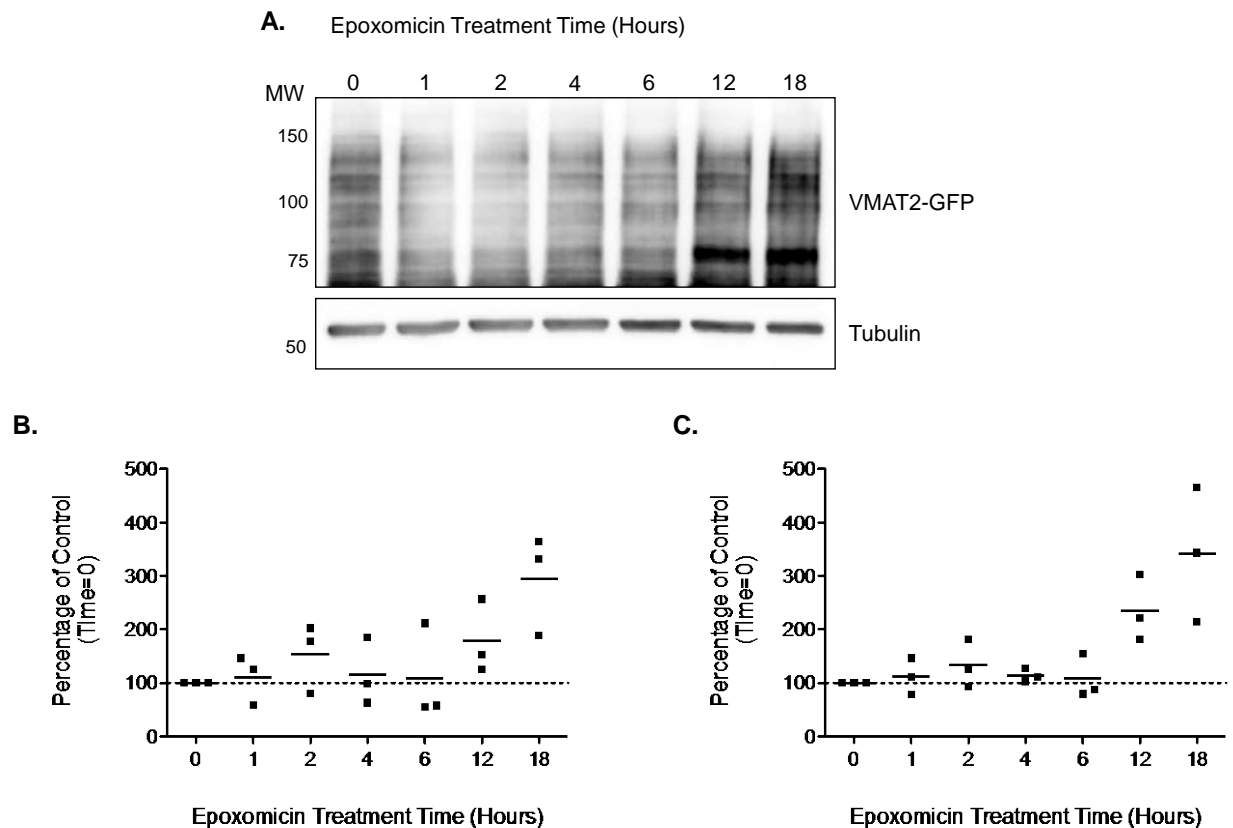 A. Epoxomicin Treatment Time (Hours)
MW 0 1 2 4 6 12 18
150
100
75
VMAT2-GFP
50
Tubulin
B.
500
400
300
200
100
0
Percentage of Control
(TIme=0)
0 1 2 4 6 12 18
Epoxomicin Treatment Time (Hours)
C.
500
400
300
200
100
0
Percentage of Control
(TIme=0)
0 1 2 4 6 12 18
Epoxomicin Treatment Time (Hours)